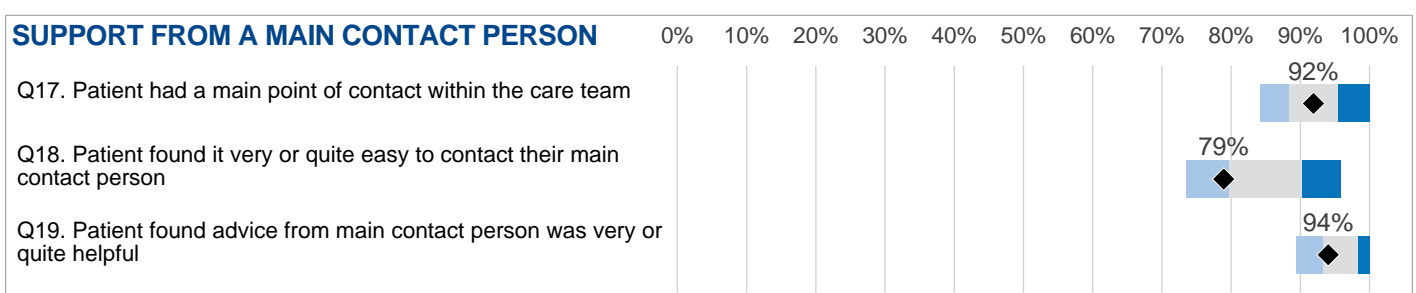 SUPPORT FROM A MAIN CONTACT PERSON 0% 10% 20% 30% 40% 50% 60% 70% 80% 90% 100%
Q17. Patient had a main point of contact within the care team 92%
Q18. Patient found it very or quite easy to contact their main
contact person 79%
Q19. Patient found advice from main contact person was very or
quite helpful 94%